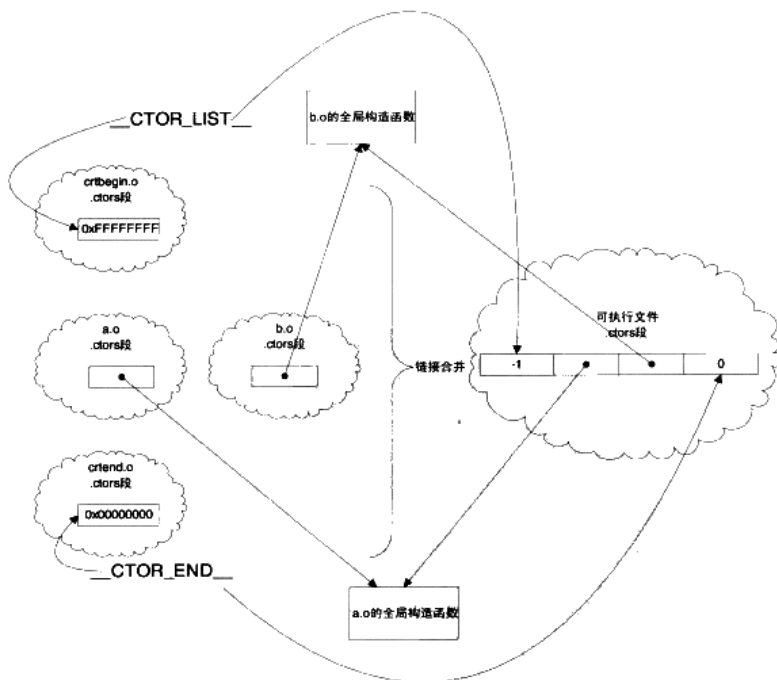 __CTOR_LIST__
b.o的全局构造函数
crtbegin.o
.ctors段
0xFFFFFFFF
a.o
.ctors段
b.o
.ctors段
链接合并
可执行文件
.ctors段
-1
0
crtend.o
.ctors段
0x00000000
__CTOR_END__
a.o的全局构造函数